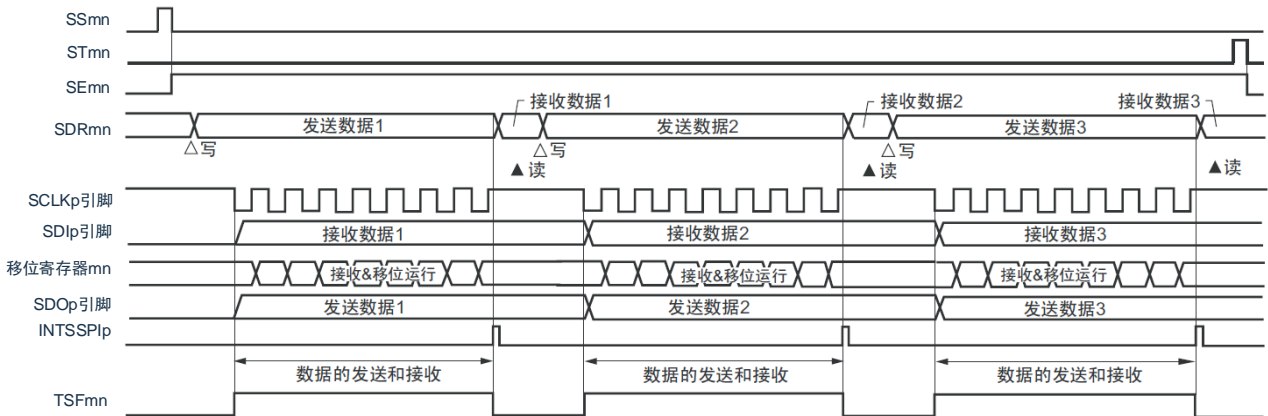 SSmn
STmn
SEmn
接收数据1 接收数据2 接收数据3
SDRmn 发送数据1 发送数据2 发送数据3
△写 △写 △写
▲读 ▲读 ▲读
SCLKp引脚
SDIp引脚 接收数据1 接收数据2 接收数据3
移位寄存器mn 接收&移位运行 接收&移位运行 接收&移位运行
SDOp引脚 发送数据1 发送数据2 发送数据3
INTSSPIp
数据的发送和接收 数据的发送和接收 数据的发送和接收
TSFmn